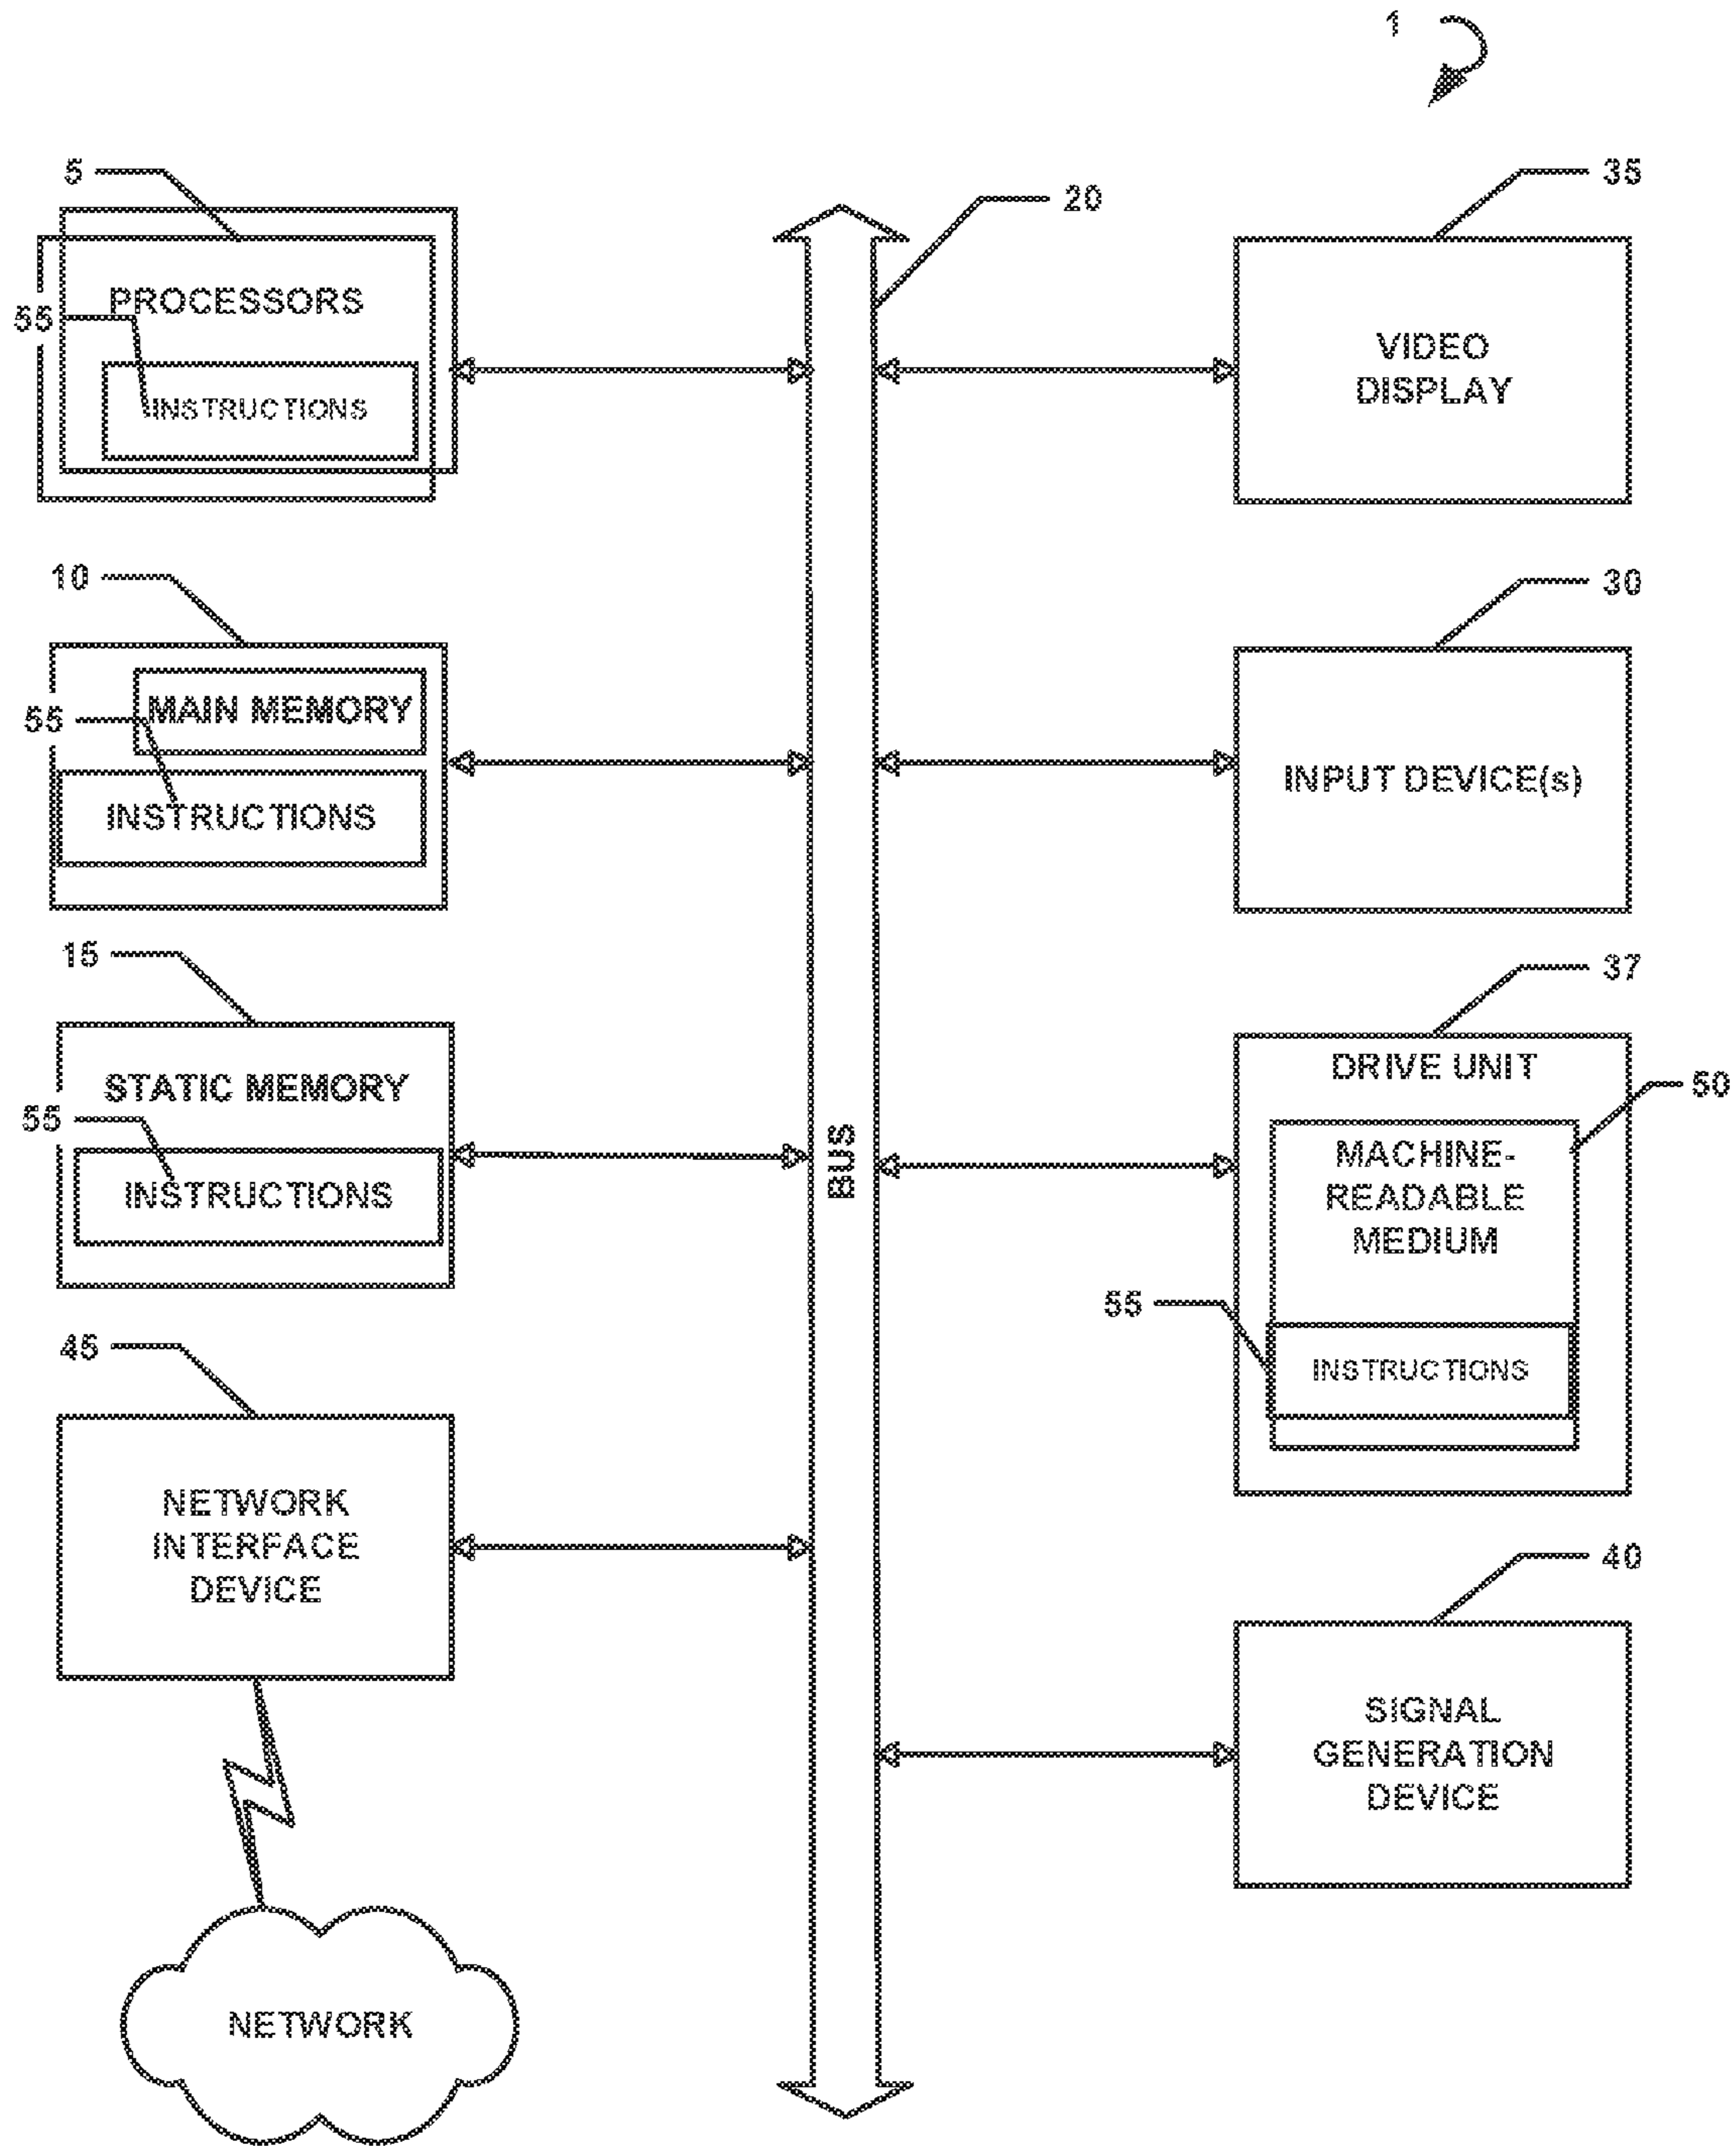 1
5
PROCESSORS
55
INSTRUCTIONS
20
35
VIDEO
DISPLAY
10
MAIN MEMORY
55
INSTRUCTIONS
30
INPUT DEVICE(s)
15
STATIC MEMORY
55
INSTRUCTIONS
BUS
37
DRIVE UNIT
50
MACHINE-
READABLE
MEDIUM
55
INSTRUCTIONS
45
NETWORK
INTERFACE
DEVICE
40
SIGNAL
GENERATION
DEVICE
NETWORK